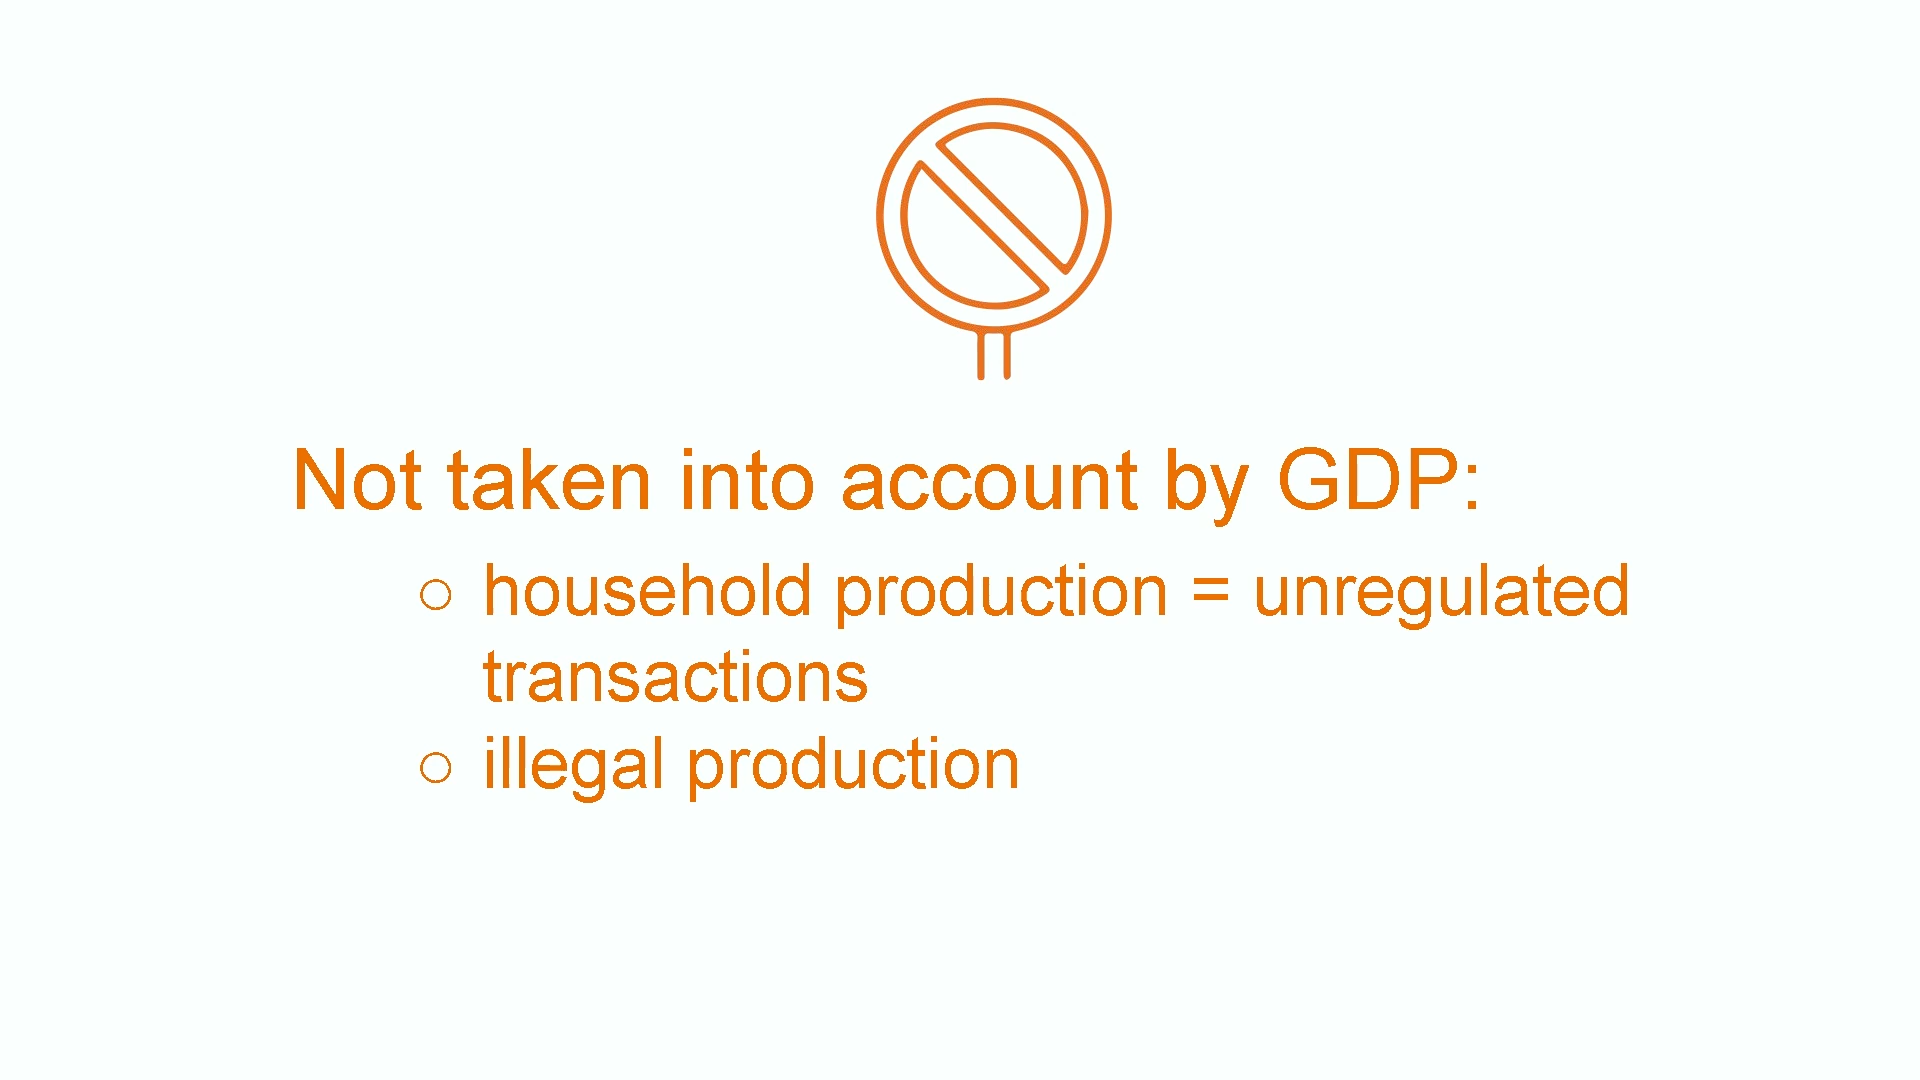 Not taken into account by GDP:
○ household production = unregulated
transactions
○ illegal production